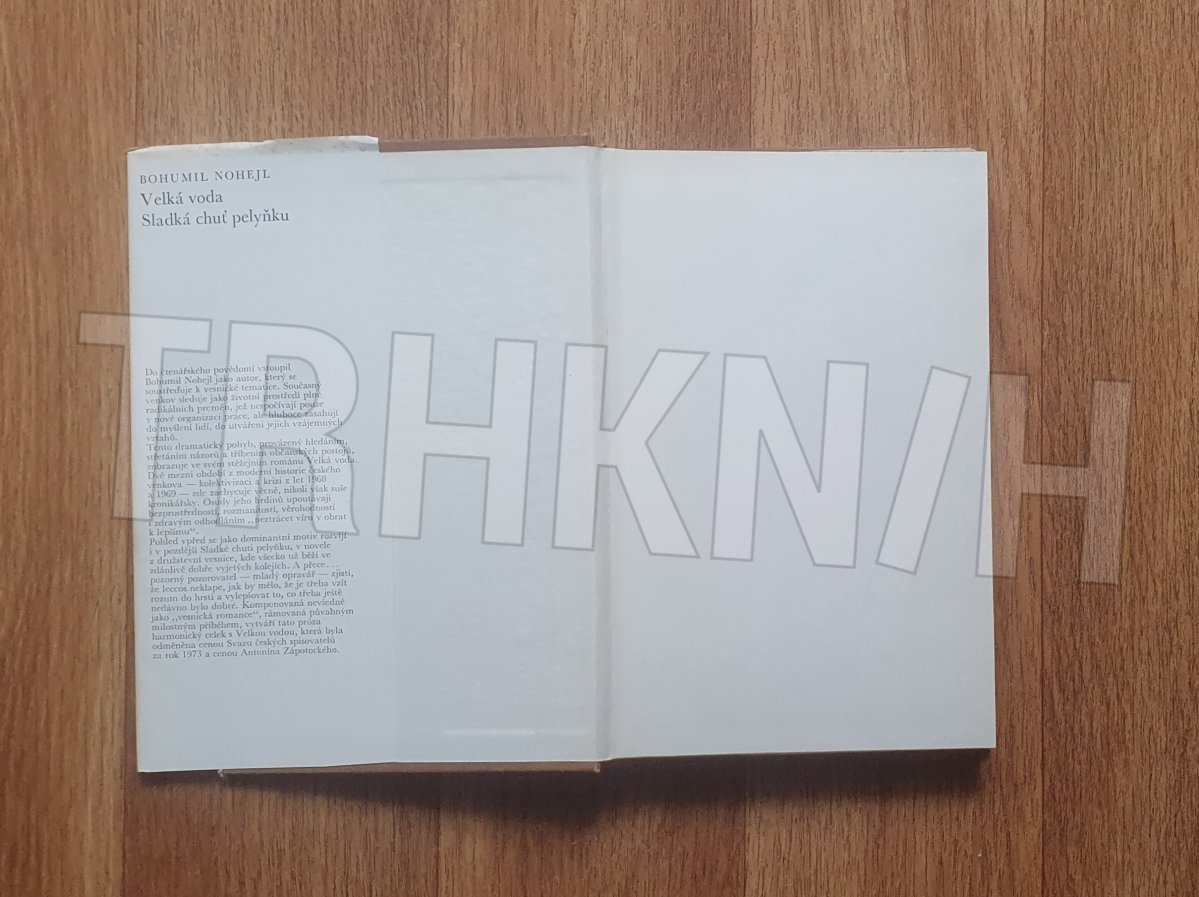 BOHUMIL NOHEJL
Velká voda
Sladká chuť pelyňku
Do čtenářského povědomí vstoupil
Bohumil Nohejl jako autor, který se
soustřeďuje k vesnické tematice. Současný
venkov sleduje jako životní prostředí plné
radikálních přeměn, jež nespočívají pouze
v nové organizaci práce, ale hluboce zasahují
do myšlení lidí, do utváření jejich vzájemných
vztahů.
Tento dramatický pohyb, provázený hledáním,
střetáním názorů a tříbením občanských postojů,
zobrazuje ve svém stěžejním románu Velká voda.
Dvě mezní období z moderní historie českého
venkova — kolektivizaci a krizi z let 1968
a 1969 — zde zachycuje věcně, nikoli však suše
kronikářsky. Osudy jeho hrdinů upoutávají
bezprostředností, rozmanitostí, věrohodností
i zdravým odhodláním „neztrácet víru v obrat
k lepšímu“.
Pohled vpřed se jako dominantní motiv rozvíjí
i v pozdější Sladké chuti pelyňku, v novele
z družstevní vesnice, kde všecko už běží ve
zdánlivě dobře vyjetých kolejích. A přece...
pozorný pozorovatel — mladý opravář — zjistí,
že leccos neklape, jak by mělo, že je třeba vzít
rozum do hrsti a vylepšovat to, co třeba ještě
nedávno bylo dobré. Komponovaná nevšedně
jako „vesnická romance“, rámovaná půvabným
milostným příběhem, vytváří tato próza
harmonický celek s Velkou vodou, která byla
odměněna cenou Svazu českých spisovatelů
za rok 1973 a cenou Antonína Zápotockého.
TRHKNIH